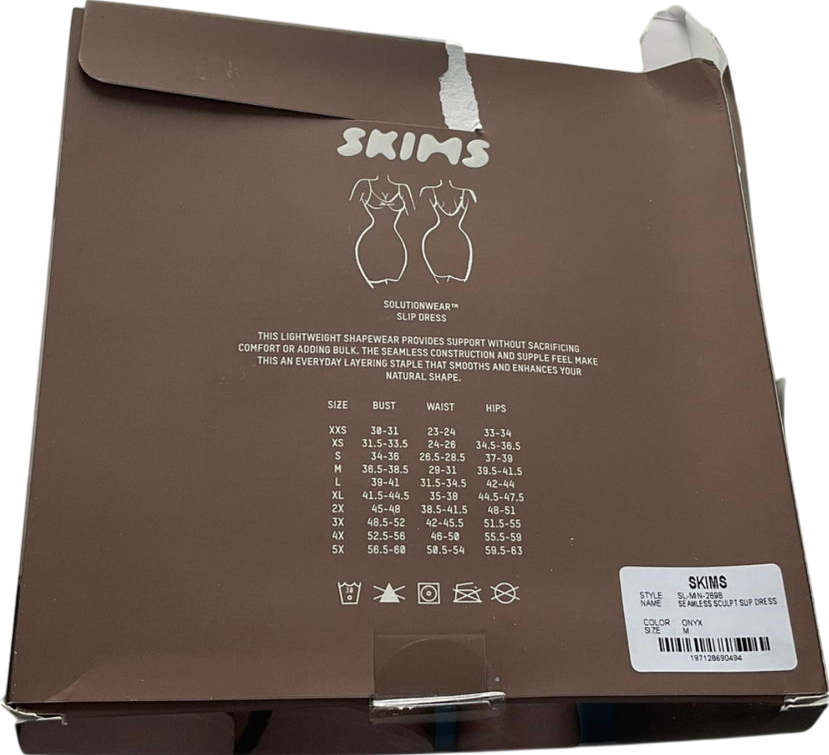 SKIMS
SOLUTIONWEAR™
SLIP DRESS
THIS LIGHTWEIGHT SHAPEWEAR PROVIDES SUPPORT WITHOUT SACRIFICING
COMFORT OR ADDING BULK. THE SEAMLESS CONSTRUCTION AND SUPPLE FEEL MAKE
THIS AN EVERYDAY LAYERING STAPLE THAT SMOOTHS AND ENHANCES YOUR
NATURAL SHAPE.
SIZE BUST WAIST HIPS
XXS 30-31 23-24 33-34
XS 31.5-33.5 24-26 34.5-36.5
S 34-36 26.5-28.5 37-39
M 36.5-38.5 29-31 39.5-41.5
L 39-41 31.5-34.5 42-44
XL 41.5-44.5 35-38 44.5-47.5
2X 45-48 38.5-41.5 48-51
3X 48.5-52 42-45.5 51.5-55
4X 52.5-56 46-50 55.5-59
5X 56.5-60 50.5-54 59.5-63
30
SKIMS
STYLE SL-MIN-2898
NAME SEAMLESS SCULPT SLIP DRESS
COLOR ONYX
SIZE M
197128690494